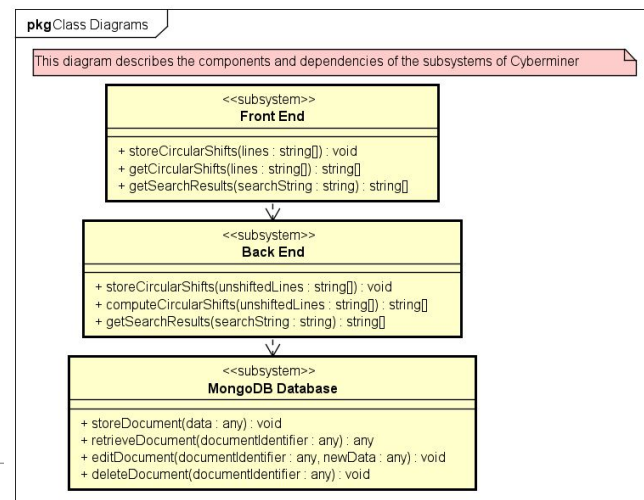 pkg Class Diagrams
This diagram describes the components and dependencies of the subsystems of Cyberminer
<<subsystem>>
Front End
+ storeCircularShifts(lines : string[]) : void
+ getCircularShifts(lines : string[]) : string[]
+ getSearchResults(searchString : string) : string[]
<<subsystem>>
Back End
+ storeCircularShifts(unshiftedLines : string[]) : void
+ computeCircularShifts(unshiftedLines : string[]) : string[]
+ getSearchResults(searchString : string) : string[]
<<subsystem>>
MongoDB Database
+ storeDocument(data : any) : void
+ retrieveDocument(documentIdentifier : any) : any
+ editDocument(documentIdentifier : any, newData : any) : void
+ deleteDocument(documentIdentifier : any) : void